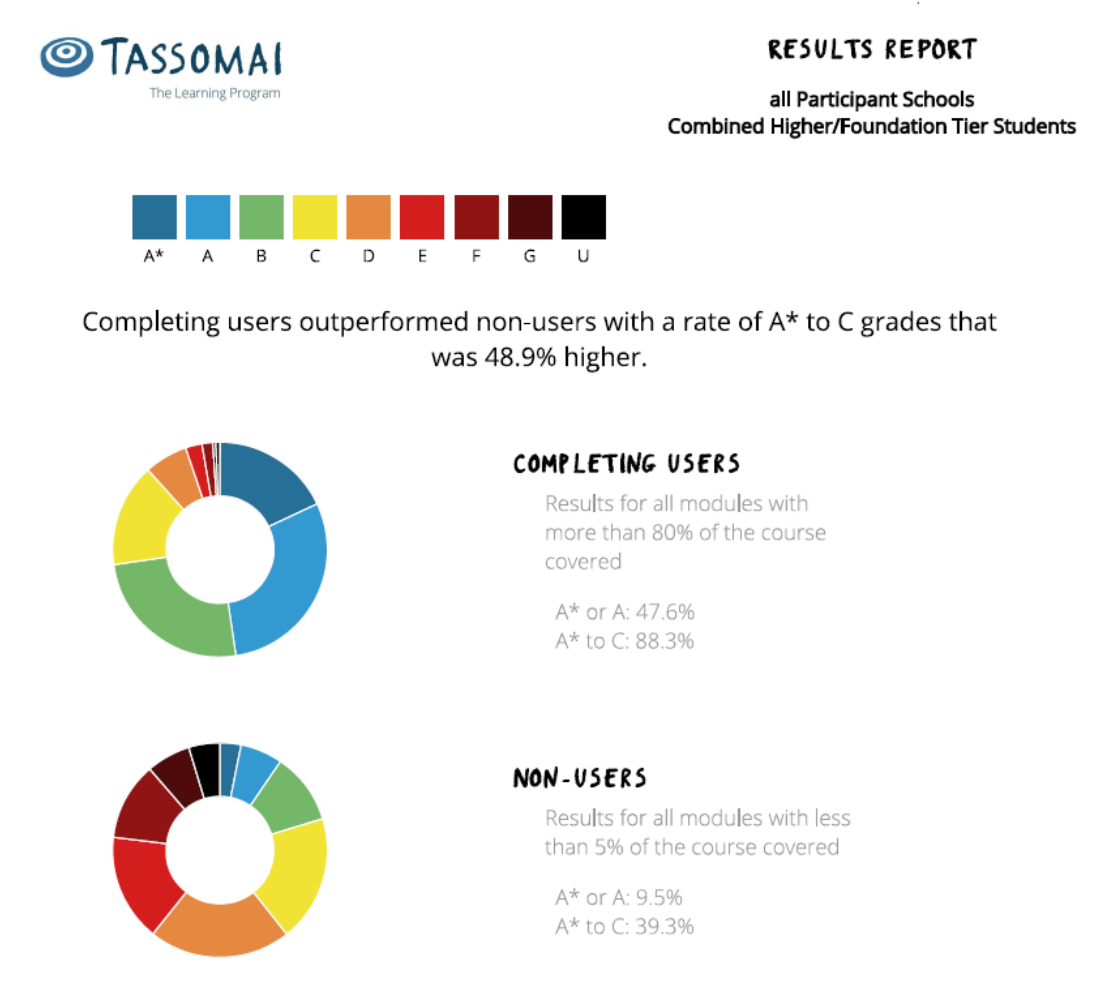 TASSOMAI
The Learning Program
RESULTS REPORT
all Participant Schools
Combined Higher/Foundation Tier Students
A* A B C D E F G U
Completing users outperformed non-users with a rate of A* to C grades that
was 48.9% higher.
COMPLETING USERS
Results for all modules with
more than 80% of the course
covered
A* or A: 47.6%
A* to C: 88.3%
NON-USERS
Results for all modules with less
than 5% of the course covered
A* or A: 9.5%
A* to C: 39.3%